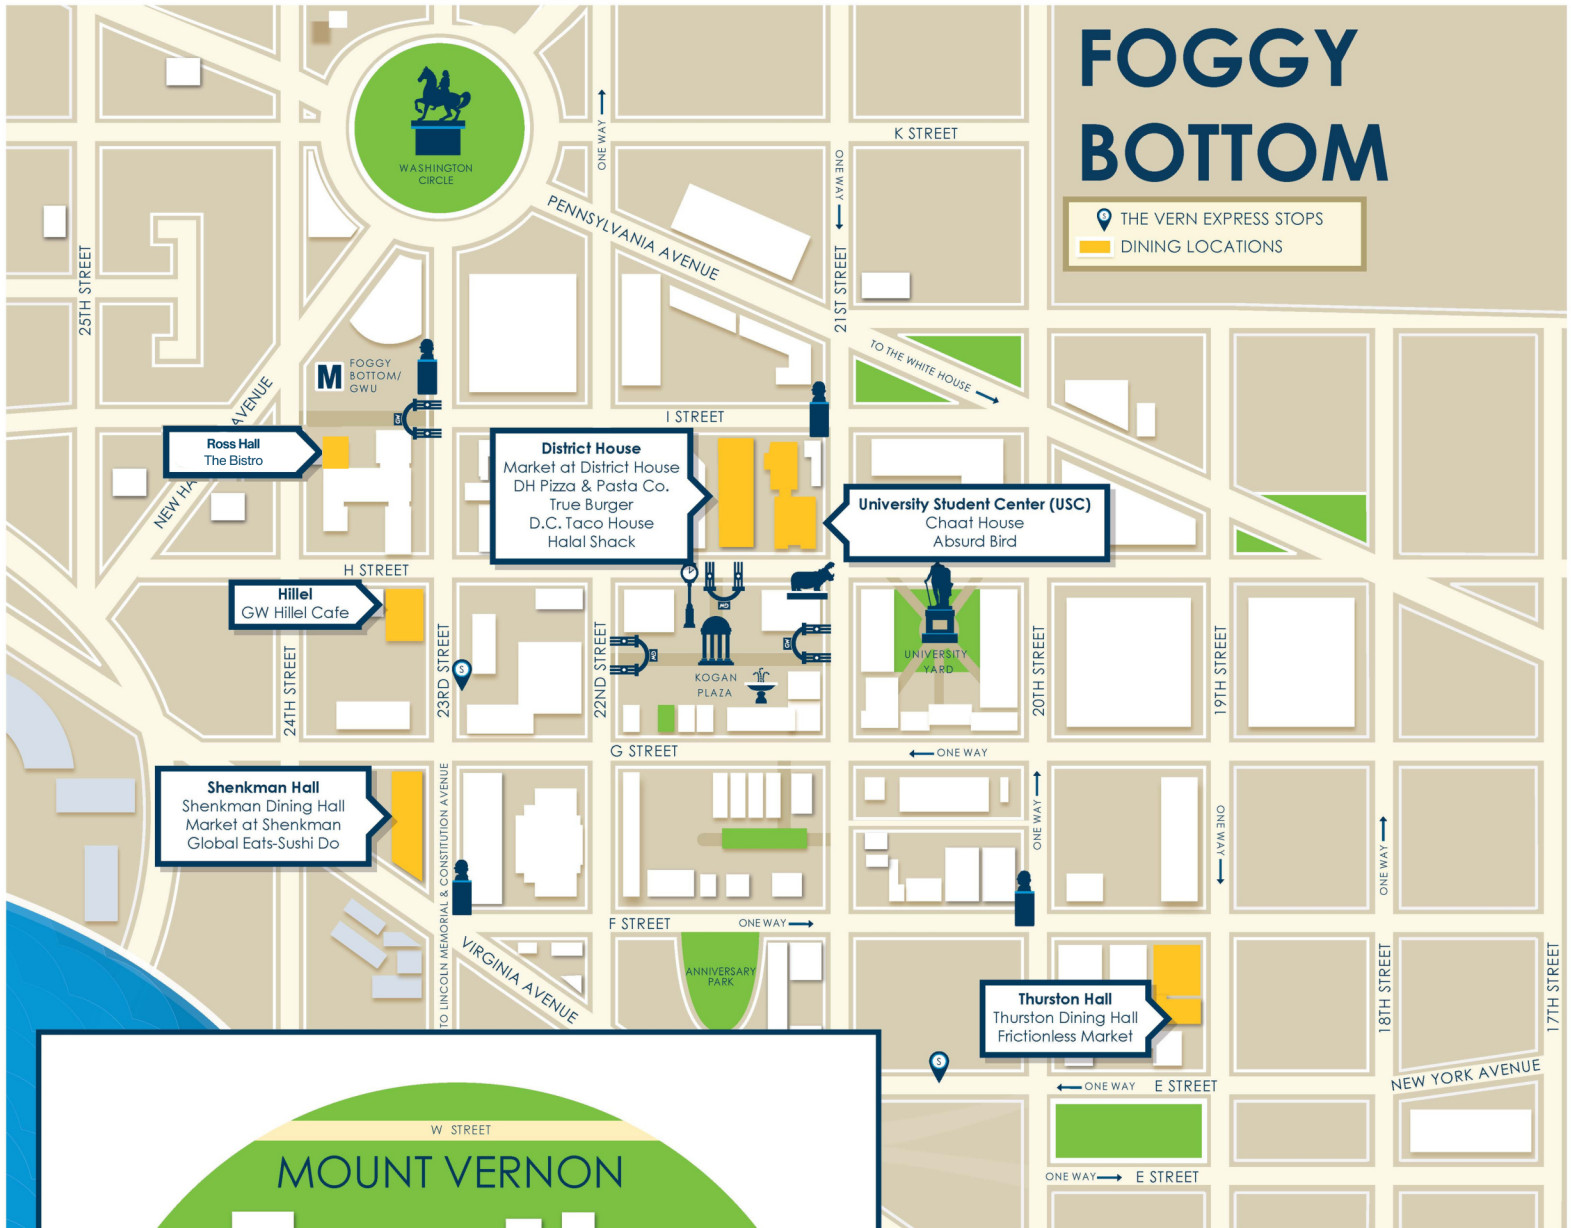 FOGGY
BOTTOM
S THE VERN EXPRESS STOPS
DINING LOCATIONS
WASHINGTON
CIRCLE
ONE WAY
K STREET
ONE WAY
PENNSYLVANIA AVENUE
25TH STREET
21ST STREET
TO THE WHITE HOUSE
M
FOGGY
BOTTOM/
GWU
I STREET
NEW HA
AVENUE
Ross Hall
The Bistro
District House
Market at District House
DH Pizza & Pasta Co.
True Burger
D.C. Taco House
Halal Shack
University Student Center (USC)
Chaat House
Absurd Bird
H STREET
Hillel
GW Hillel Cafe
24TH STREET
23RD STREET
S
22ND STREET
KOGAN
PLAZA
UNIVERSITY
YARD
20TH STREET
19TH STREET
G STREET
ONE WAY
Shenkman Hall
Shenkman Dining Hall
Market at Shenkman
Global Eats-Sushi Do
TO LINCOLN MEMORIAL & CONSTITUTION AVENUE
ONE WAY
ONE WAY
ONE WAY
F STREET
ONE WAY
VIRGINIA AVENUE
ANNIVERSARY
PARK
Thurston Hall
Thurston Dining Hall
Frictionless Market
18TH STREET
17TH STREET
S
ONE WAY
E STREET
NEW YORK AVENUE
ONE WAY
E STREET
W STREET
MOUNT VERNON